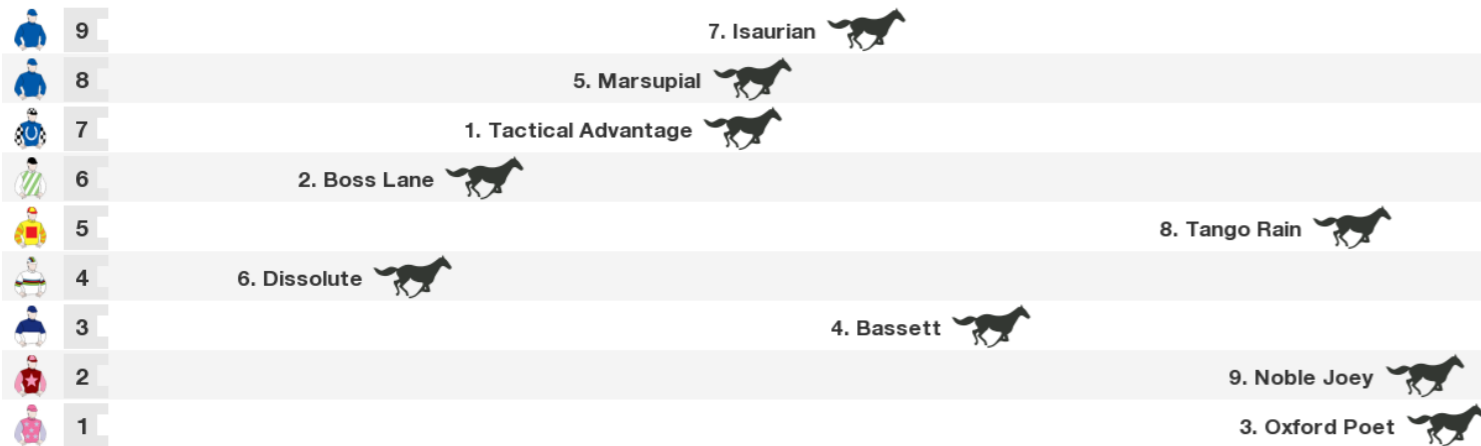 9 7. Isaurian
8 5. Marsupial
7 1. Tactical Advantage
6 2. Boss Lane
5 8. Tango Rain
4 6. Dissolute
3 4. Bassett
2 9. Noble Joey
1 3. Oxford Poet